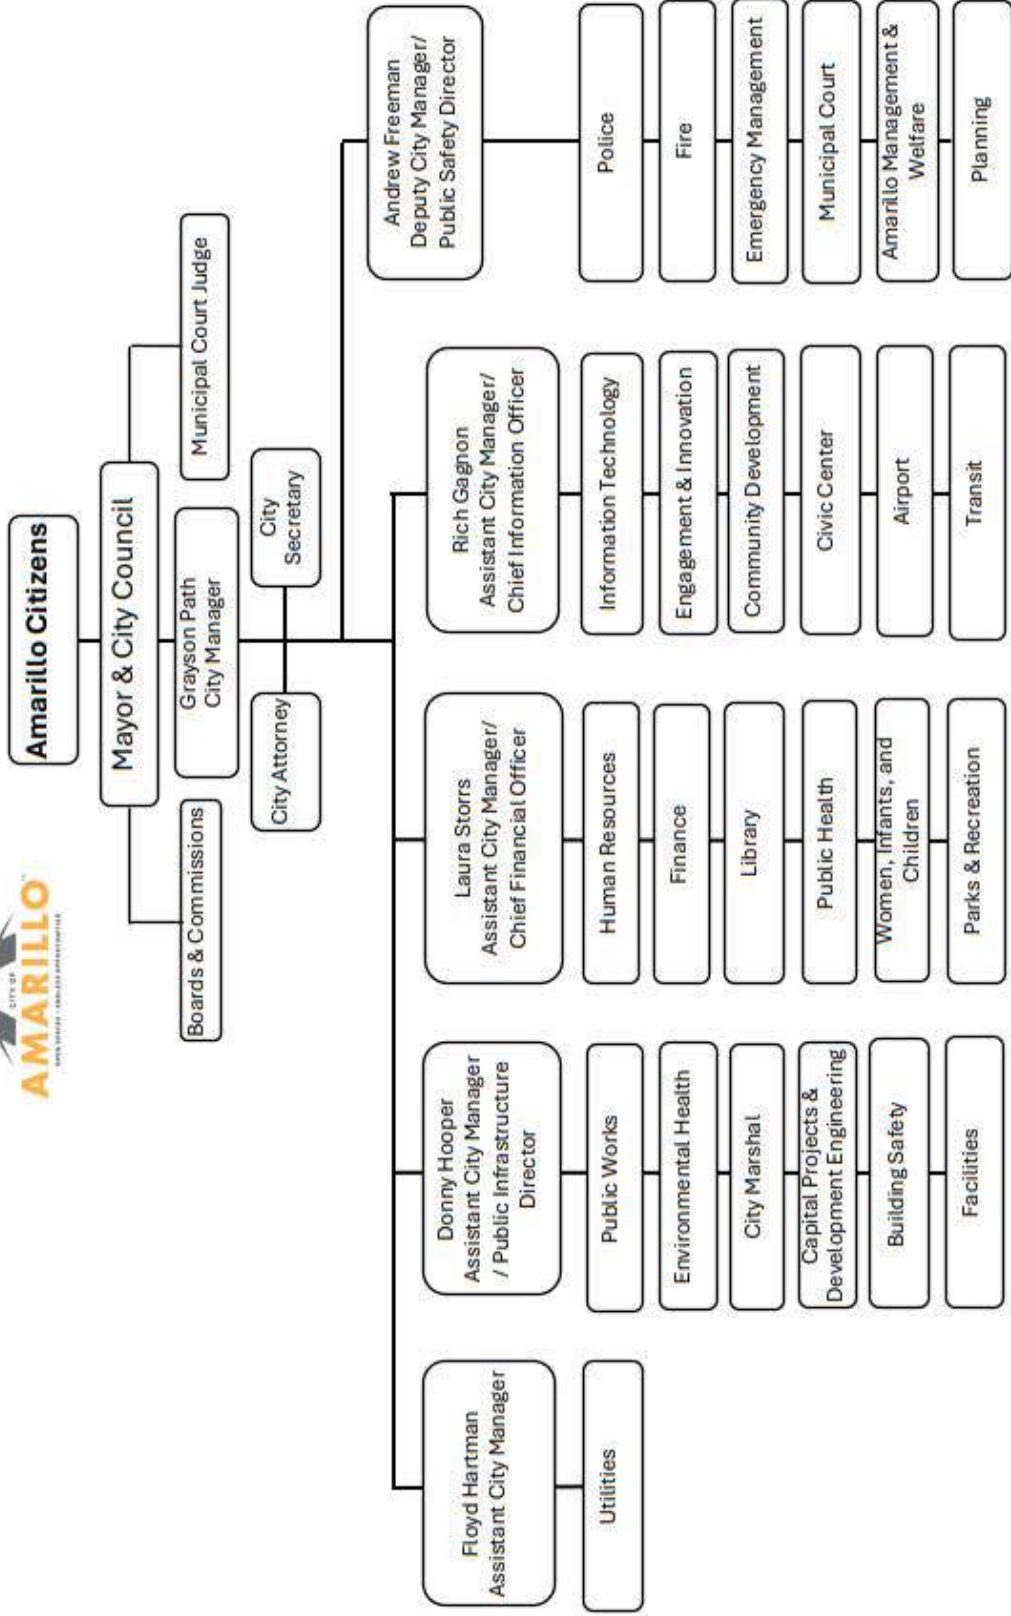 CITY OF
AMARILLO
Amarillo Citizens
Mayor & City Council
Boards & Commissions
Grayson Path
City Manager
Municipal Court Judge
City Attorney
City
Secretary
Floyd Hartman
Assistant City Manager
Utilities
Donny Hooper
Assistant City Manager
/ Public Infrastructure
Director
Public Works
Environmental Health
City Marshal
Capital Projects &
Development Engineering
Building Safety
Facilities
Laura Storrs
Assistant City Manager/
Chief Financial Officer
Human Resources
Finance
Library
Public Health
Women, Infants, and
Children
Parks & Recreation
Rich Gagnon
Assistant City Manager/
Chief Information Officer
Information Technology
Engagement & Innovation
Community Development
Civic Center
Airport
Transit
Andrew Freeman
Deputy City Manager/
Public Safety Director
Police
Fire
Emergency Management
Municipal Court
Amarillo Management &
Welfare
Planning